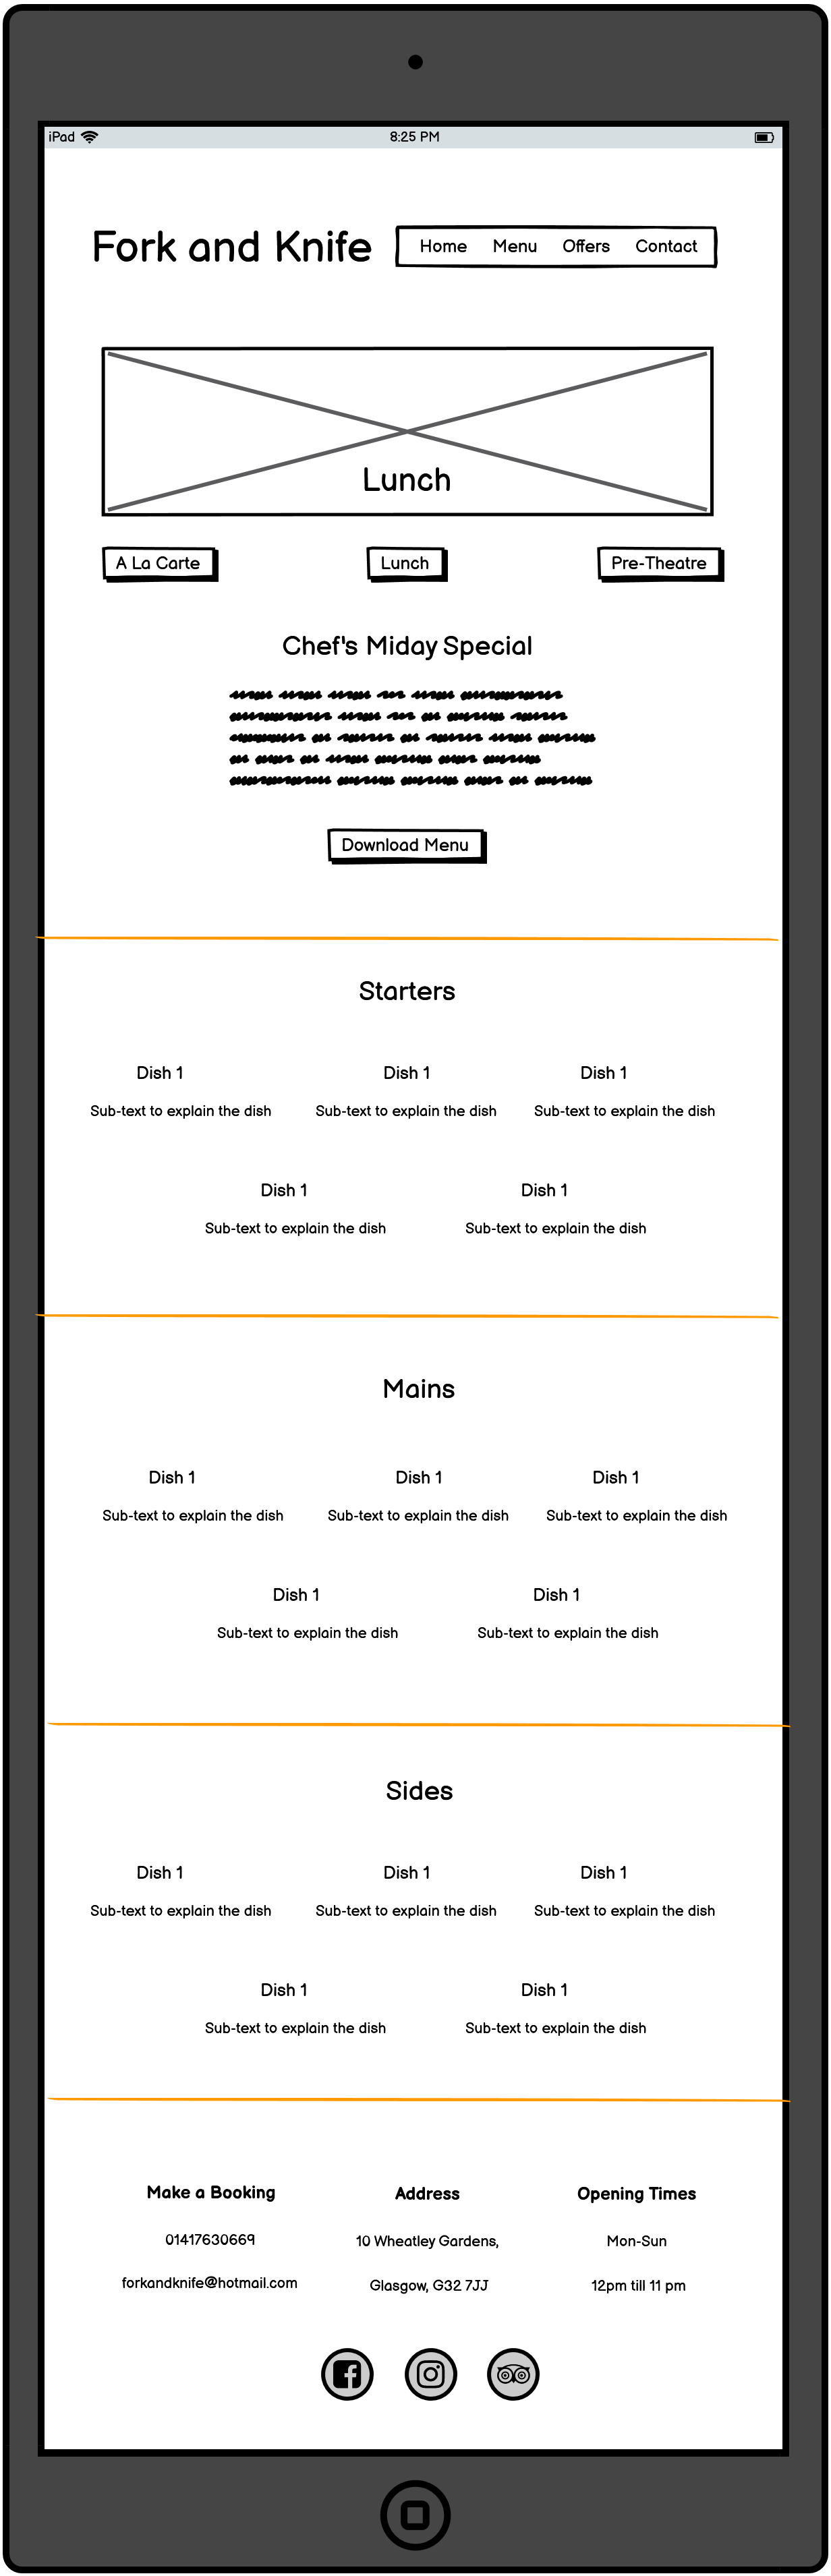 iPad 8:25 PM
Fork and Knife
Home Menu Offers Contact
Lunch
A La Carte Lunch Pre-Theatre
Chef's Miday Special
Download Menu
Starters
Dish 1 Dish 1 Dish 1
Sub-text to explain the dish Sub-text to explain the dish Sub-text to explain the dish
Dish 1 Dish 1
Sub-text to explain the dish Sub-text to explain the dish
Mains
Dish 1 Dish 1 Dish 1
Sub-text to explain the dish Sub-text to explain the dish Sub-text to explain the dish
Dish 1 Dish 1
Sub-text to explain the dish Sub-text to explain the dish
Sides
Dish 1 Dish 1 Dish 1
Sub-text to explain the dish Sub-text to explain the dish Sub-text to explain the dish
Dish 1 Dish 1
Sub-text to explain the dish Sub-text to explain the dish
Make a Booking
01417630669
forkandknife@hotmail.com
Address
10 Wheatley Gardens,
Glasgow, G32 7JJ
Opening Times
Mon-Sun
12pm till 11 pm